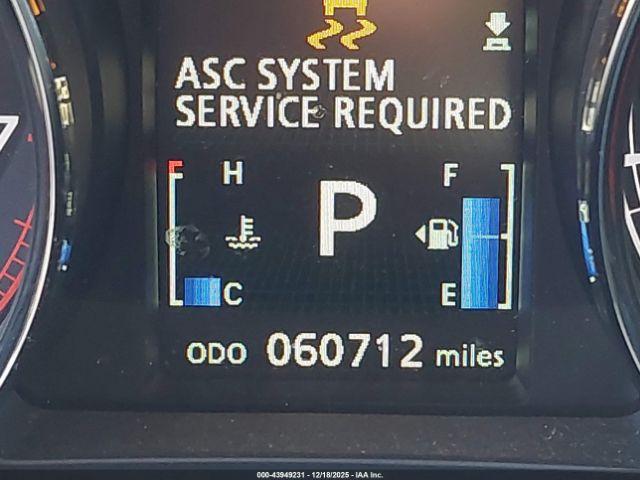 ASC SYSTEM
SERVICE REQUIRED
H F
P
C E
ODO 060712 miles
000-43949231 - 12/18/2025 - IAA Inc.